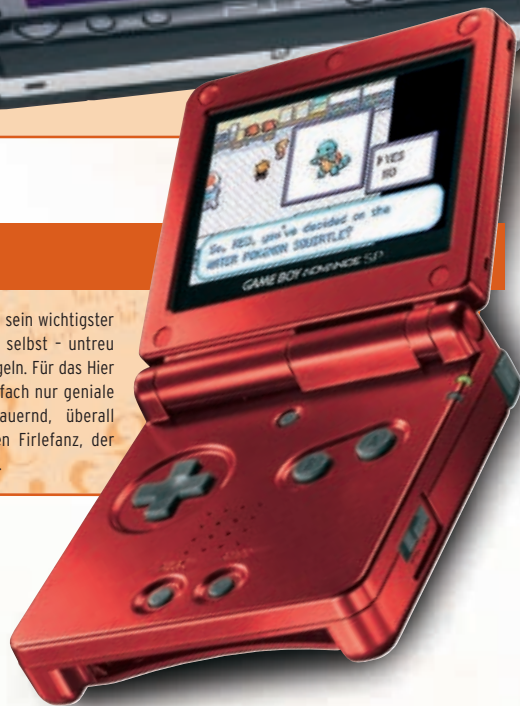 YES
NO
So, RED, you've decided on the
WATER POKéMON SQUIRTLE?
GAME BOY ADVANCE SP
sein wichtigster
selbst – untreu
geln. Für das Hier
fach nur geniale
auernd, überall
en Firlefanz, der